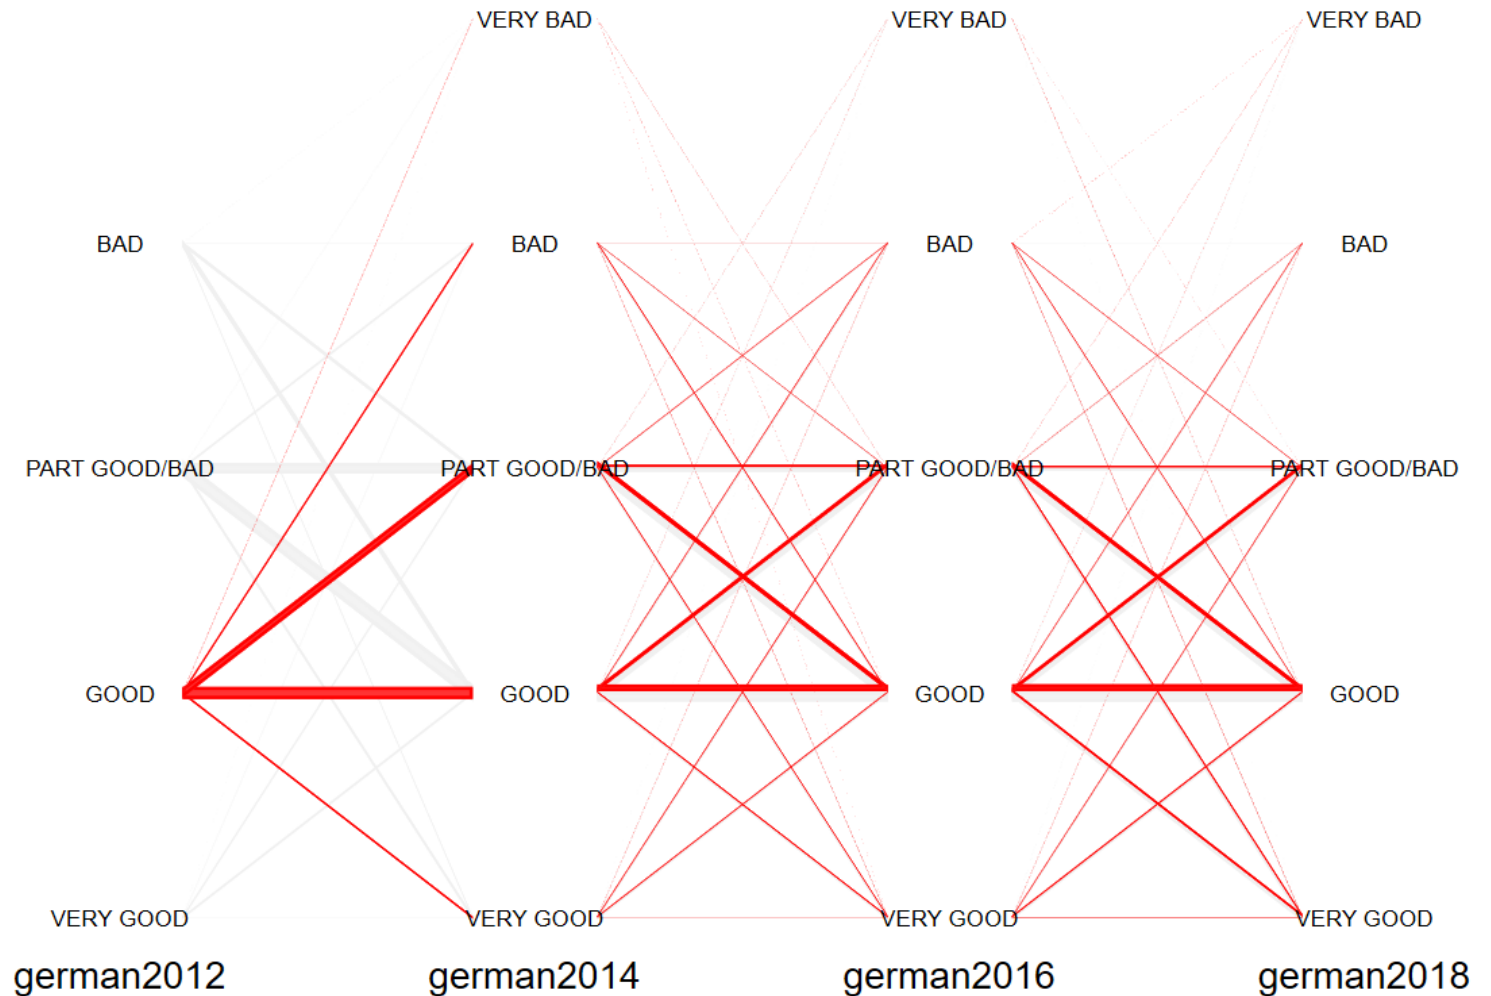 VERY BAD VERY BAD VERY BAD
BAD BAD BAD BAD
PART GOOD/BAD PART GOOD/BAD PART GOOD/BAD PART GOOD/BAD
GOOD GOOD GOOD GOOD
VERY GOOD VERY GOOD VERY GOOD VERY GOOD
german2012 german2014 german2016 german2018